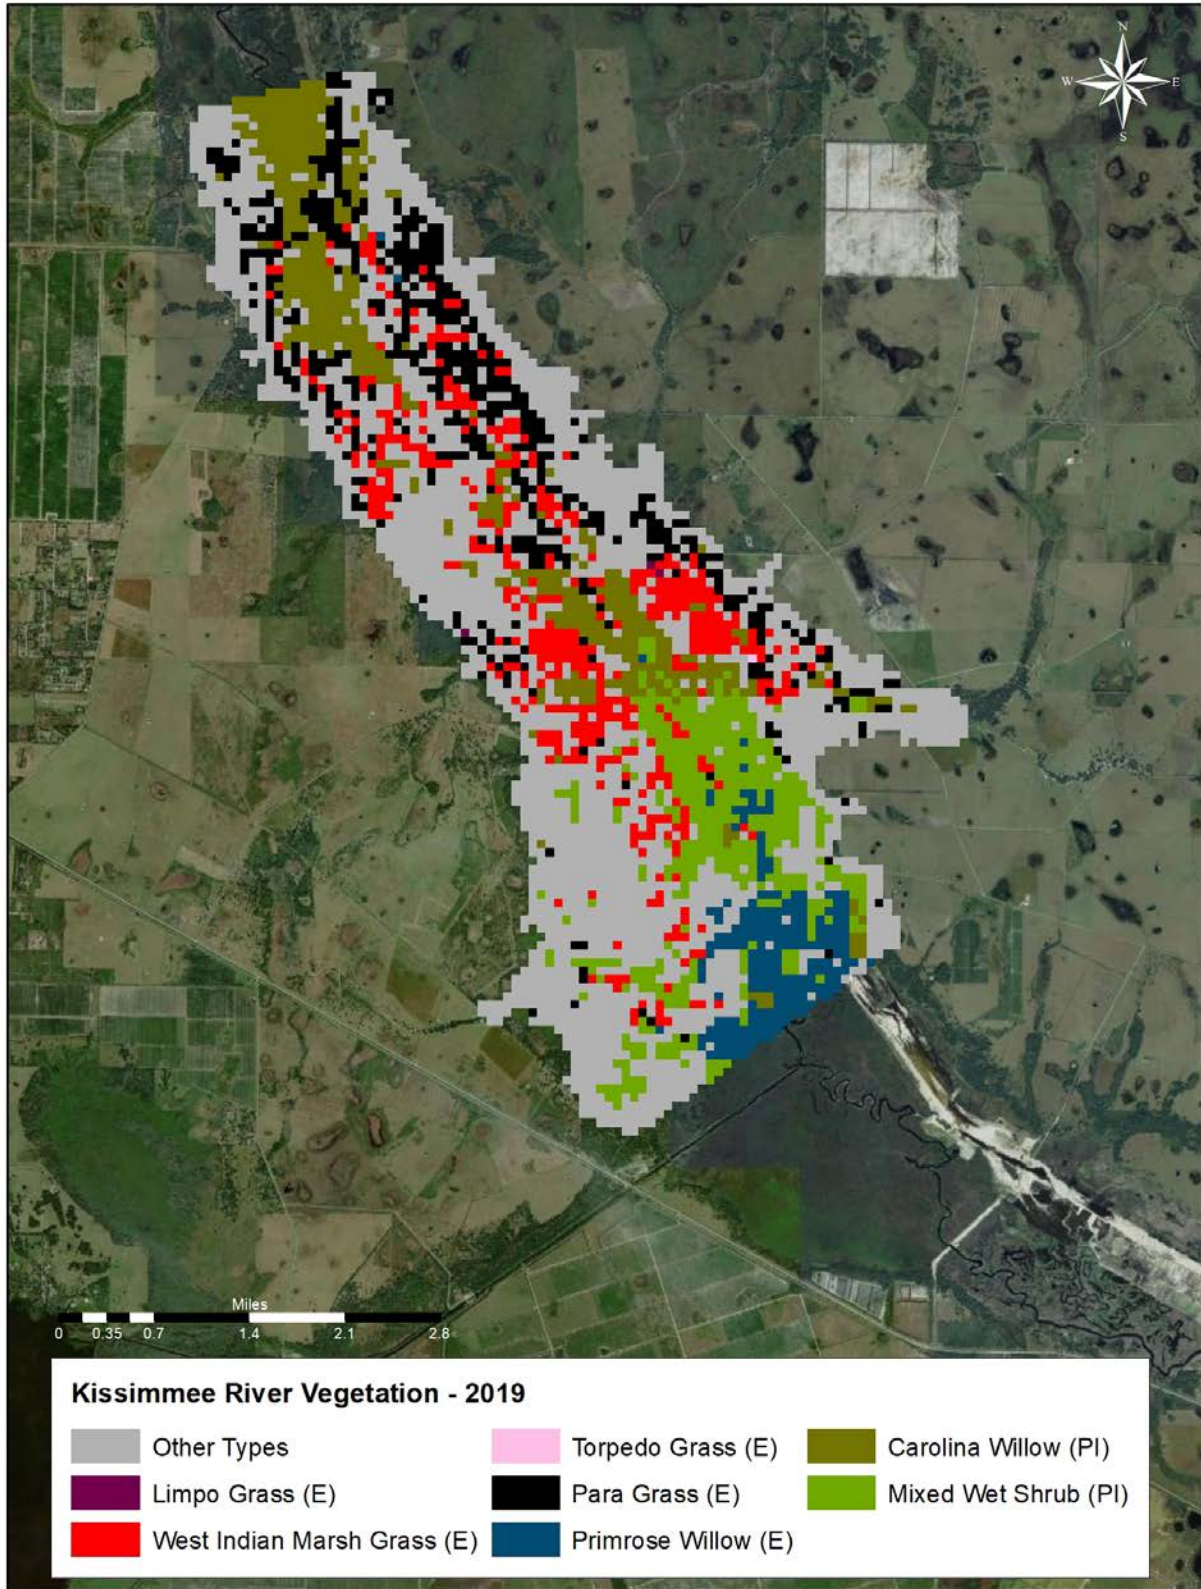 N
W E
S
Miles
0 0.35 0.7 1.4 2.1 2.8
Kissimmee River Vegetation - 2019
Other Types
Limpo Grass (E)
West Indian Marsh Grass (E)
Torpedo Grass (E)
Para Grass (E)
Primrose Willow (E)
Carolina Willow (PI)
Mixed Wet Shrub (PI)